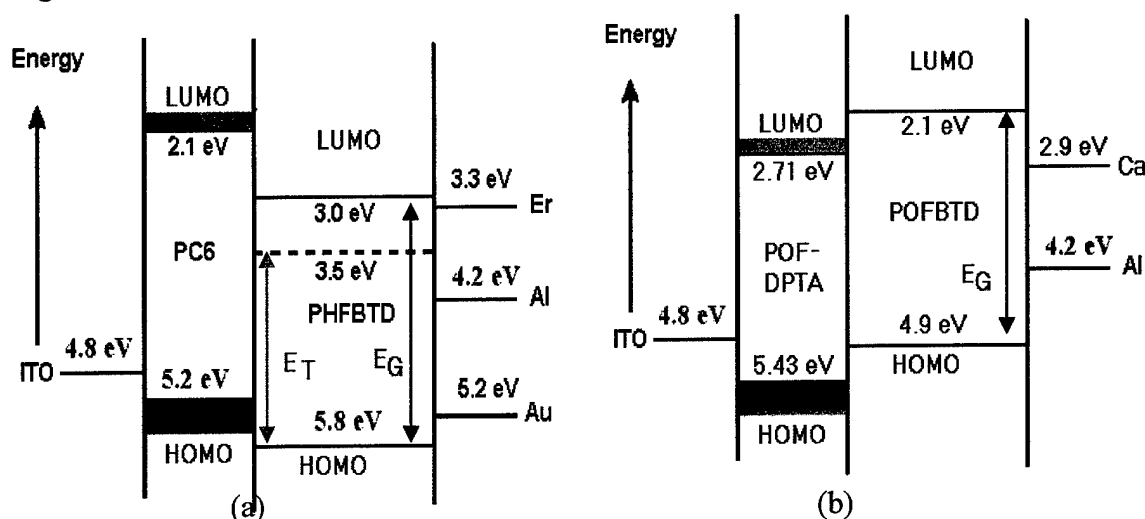 Energy
LUMO
2.1 eV
PC6
4.8 eV
ITO
5.2 eV
HOMO
LUMO
3.0 eV
3.5 eV
PHFBTD
E_T
E_G
5.8 eV
HOMO
3.3 eV
Er
4.2 eV
Al
5.2 eV
Au
(a)
Energy
LUMO
2.71 eV
POF-
DPTA
4.8 eV
ITO
5.43 eV
HOMO
LUMO
2.1 eV
POFBTD
E_G
4.9 eV
HOMO
2.9 eV
Ca
4.2 eV
Al
(b)